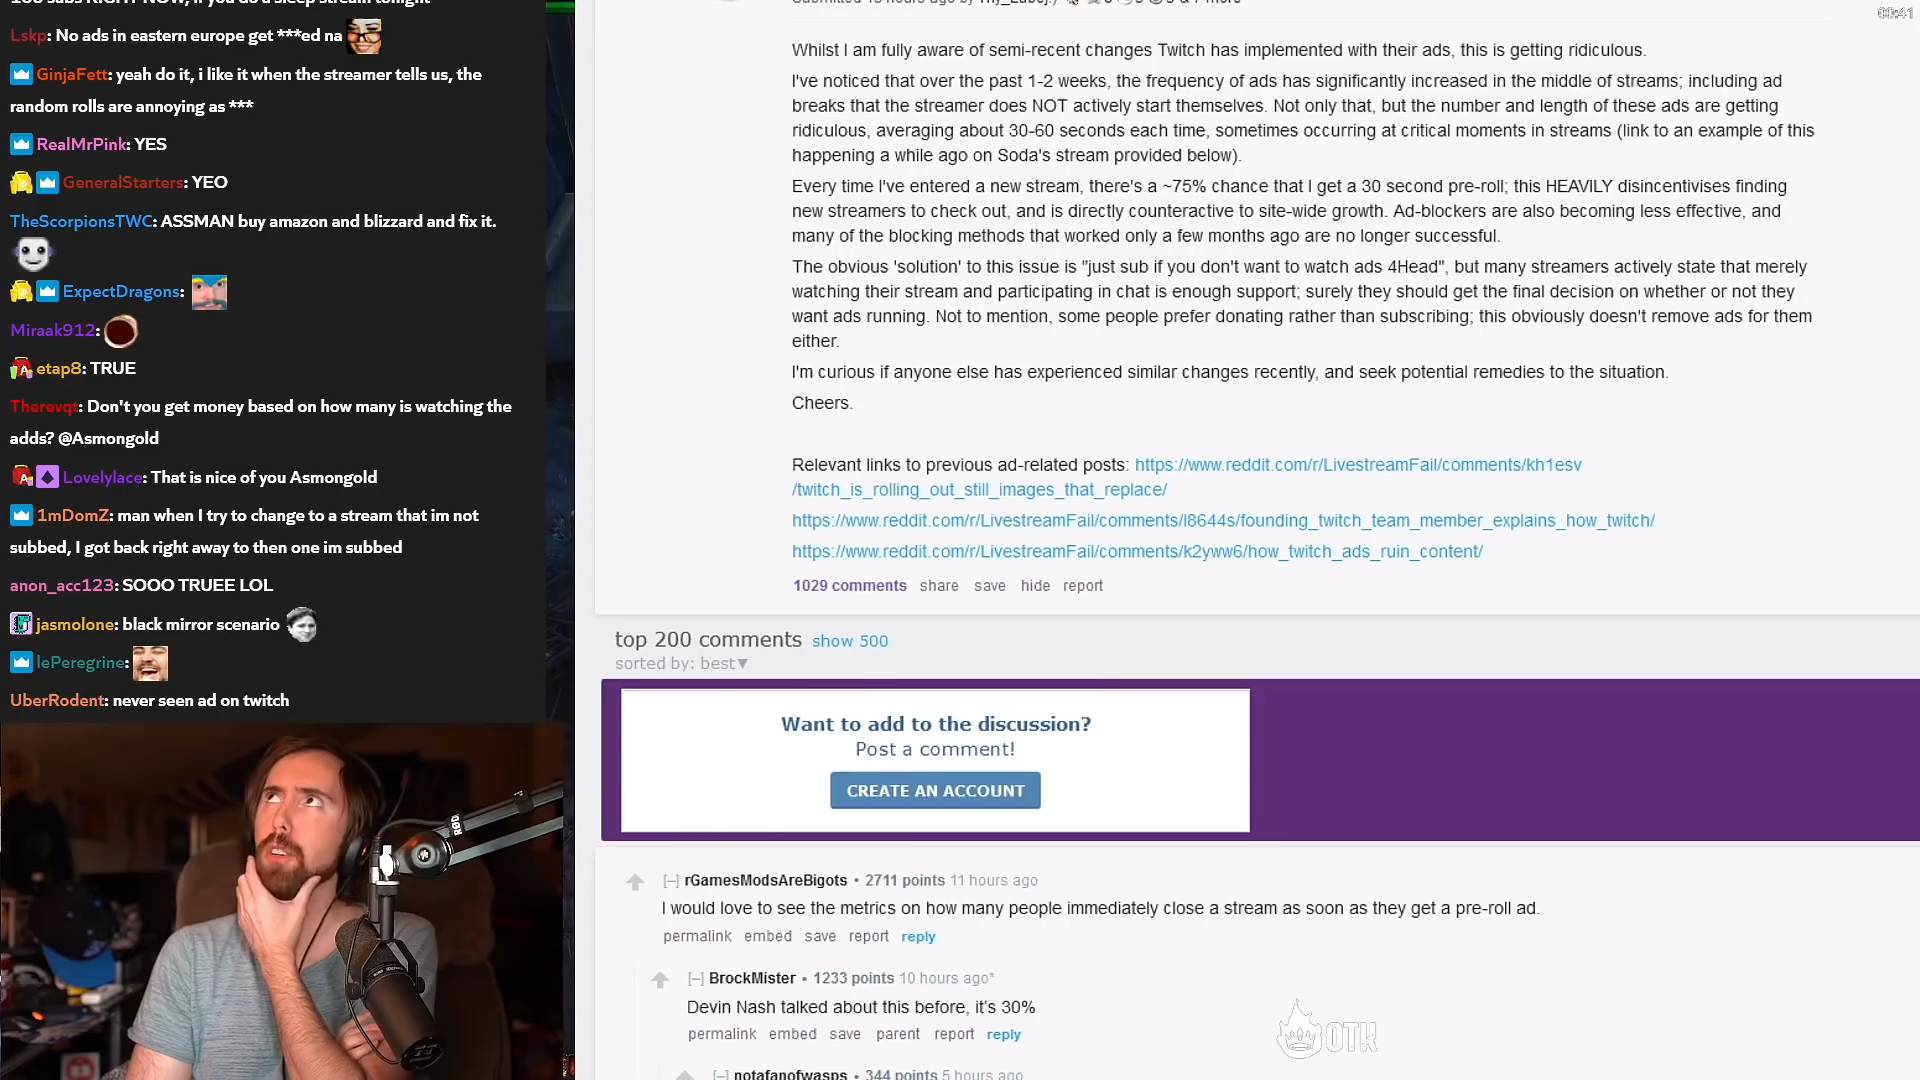 100 subs RIGHT NOW, if you do a sleep stream tonight
Lskp: No ads in eastern europe get ***ed na
GinjaFett: yeah do it, i like it when the streamer tells us, the
random rolls are annoying as ***
RealMrPink: YES
GeneralStarters: YEO
TheScorpionsTWC: ASSMAN buy amazon and blizzard and fix it.
ExpectDragons:
Miraak912:
etap8: TRUE
Therevqt: Don't you get money based on how many is watching the
adds? @Asmongold
Lovelylace: That is nice of you Asmongold
1mDomZ: man when I try to change to a stream that im not
subbed, I got back right away to then one im subbed
anon_acc123: SOOO TRUEE LOL
jasmolone: black mirror scenario
lePeregrine:
UberRodent: never seen ad on twitch
RØDE
00:41
Whilst I am fully aware of semi-recent changes Twitch has implemented with their ads, this is getting ridiculous.
I've noticed that over the past 1-2 weeks, the frequency of ads has significantly increased in the middle of streams; including ad
breaks that the streamer does NOT actively start themselves. Not only that, but the number and length of these ads are getting
ridiculous, averaging about 30-60 seconds each time, sometimes occurring at critical moments in streams (link to an example of this
happening a while ago on Soda's stream provided below).
Every time I've entered a new stream, there's a ~75% chance that I get a 30 second pre-roll; this HEAVILY disincentivises finding
new streamers to check out, and is directly counteractive to site-wide growth. Ad-blockers are also becoming less effective, and
many of the blocking methods that worked only a few months ago are no longer successful.
The obvious 'solution' to this issue is "just sub if you don't want to watch ads 4Head", but many streamers actively state that merely
watching their stream and participating in chat is enough support; surely they should get the final decision on whether or not they
want ads running. Not to mention, some people prefer donating rather than subscribing; this obviously doesn't remove ads for them
either.
I'm curious if anyone else has experienced similar changes recently, and seek potential remedies to the situation.
Cheers.
Relevant links to previous ad-related posts: https://www.reddit.com/r/LivestreamFail/comments/kh1esv
/twitch_is_rolling_out_still_images_that_replace/
https://www.reddit.com/r/LivestreamFail/comments/l8644s/founding_twitch_team_member_explains_how_twitch/
https://www.reddit.com/r/LivestreamFail/comments/k2yww6/how_twitch_ads_ruin_content/
1029 comments share save hide report
top 200 comments show 500
sorted by: best▼
Want to add to the discussion?
Post a comment!
CREATE AN ACCOUNT
[–] rGamesModsAreBigots • 2711 points 11 hours ago
I would love to see the metrics on how many people immediately close a stream as soon as they get a pre-roll ad.
permalink embed save report reply
[–] BrockMister • 1233 points 10 hours ago*
Devin Nash talked about this before, it's 30%
permalink embed save parent report reply
OTK
[–] notafanofwasps • 344 points 5 hours ago